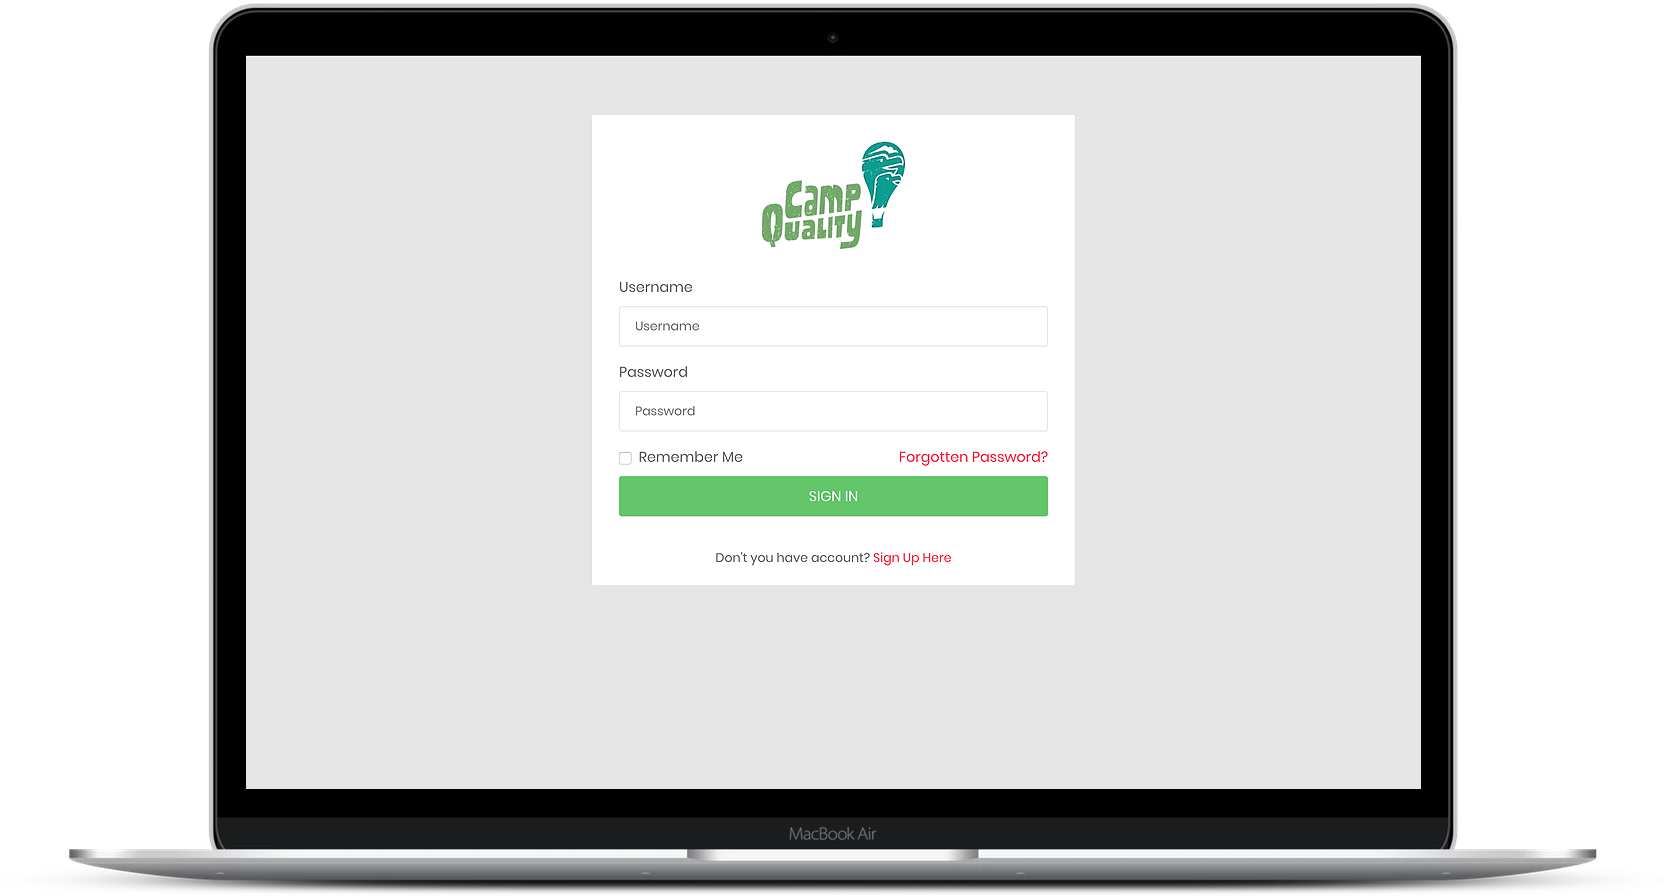 Camp
Quality
Username
Username
Password
Password
Remember Me Forgotten Password?
SIGN IN
Don't you have account? Sign Up Here
MacBook Air